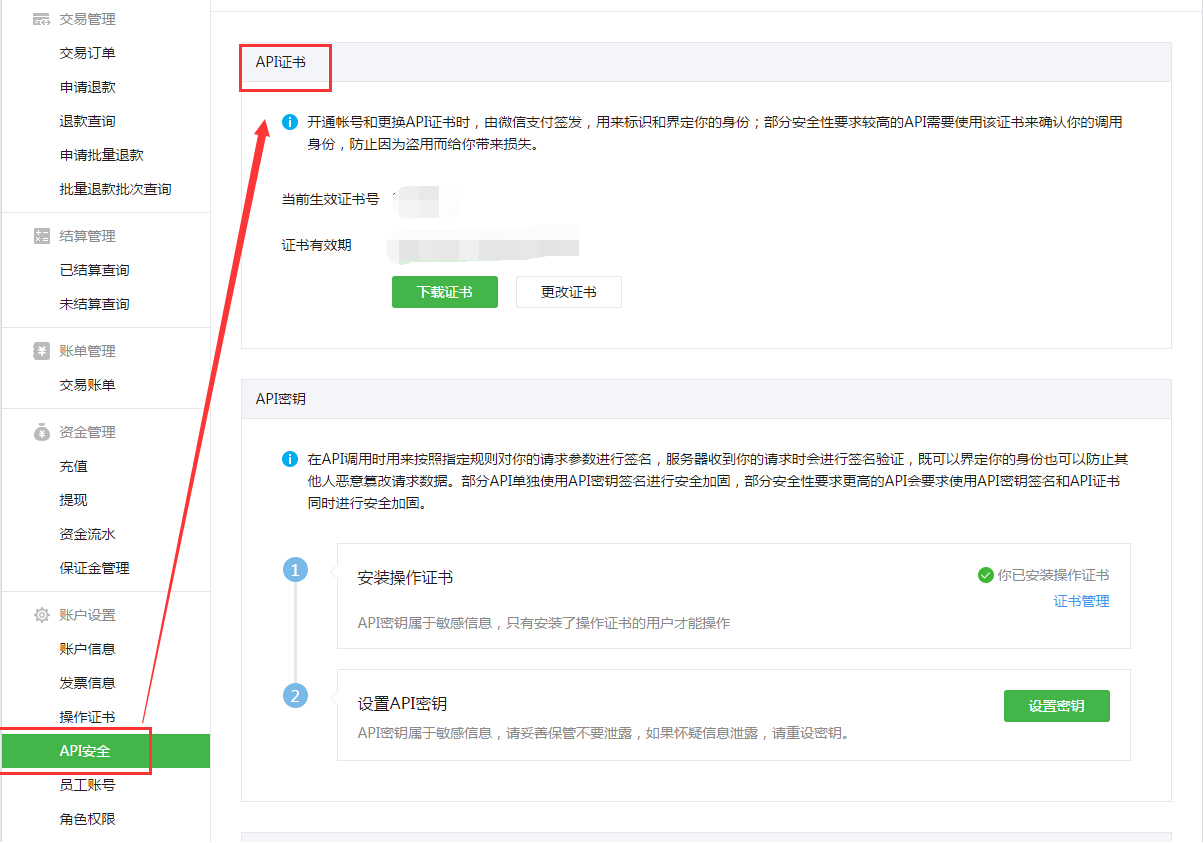 交易管理
交易订单
申请退款
退款查询
申请批量退款
批量退款批次查询
结算管理
已结算查询
未结算查询
账单管理
交易账单
资金管理
充值
提现
资金流水
保证金管理
账户设置
账户信息
发票信息
操作证书
API安全
员工账号
角色权限
API证书
开通帐号和更换API证书时，由微信支付签发，用来标识和界定你的身份；部分安全性要求较高的API需要使用该证书来确认你的调用
身份，防止因为盗用而给你带来损失。
当前生效证书号
证书有效期
下载证书
更改证书
API密钥
在API调用时用来按照指定规则对你的请求参数进行签名，服务器收到你的请求时会进行签名验证，既可以界定你的身份也可以防止其
他人恶意篡改请求数据。部分API单独使用API密钥签名进行安全加固，部分安全性要求更高的API会要求使用API密钥签名和API证书
同时进行安全加固。
1
安装操作证书
你已安装操作证书
证书管理
API密钥属于敏感信息，只有安装了操作证书的用户才能操作
2
设置API密钥
设置密钥
API密钥属于敏感信息，请妥善保管不要泄露，如果怀疑信息泄露，请重设密钥。